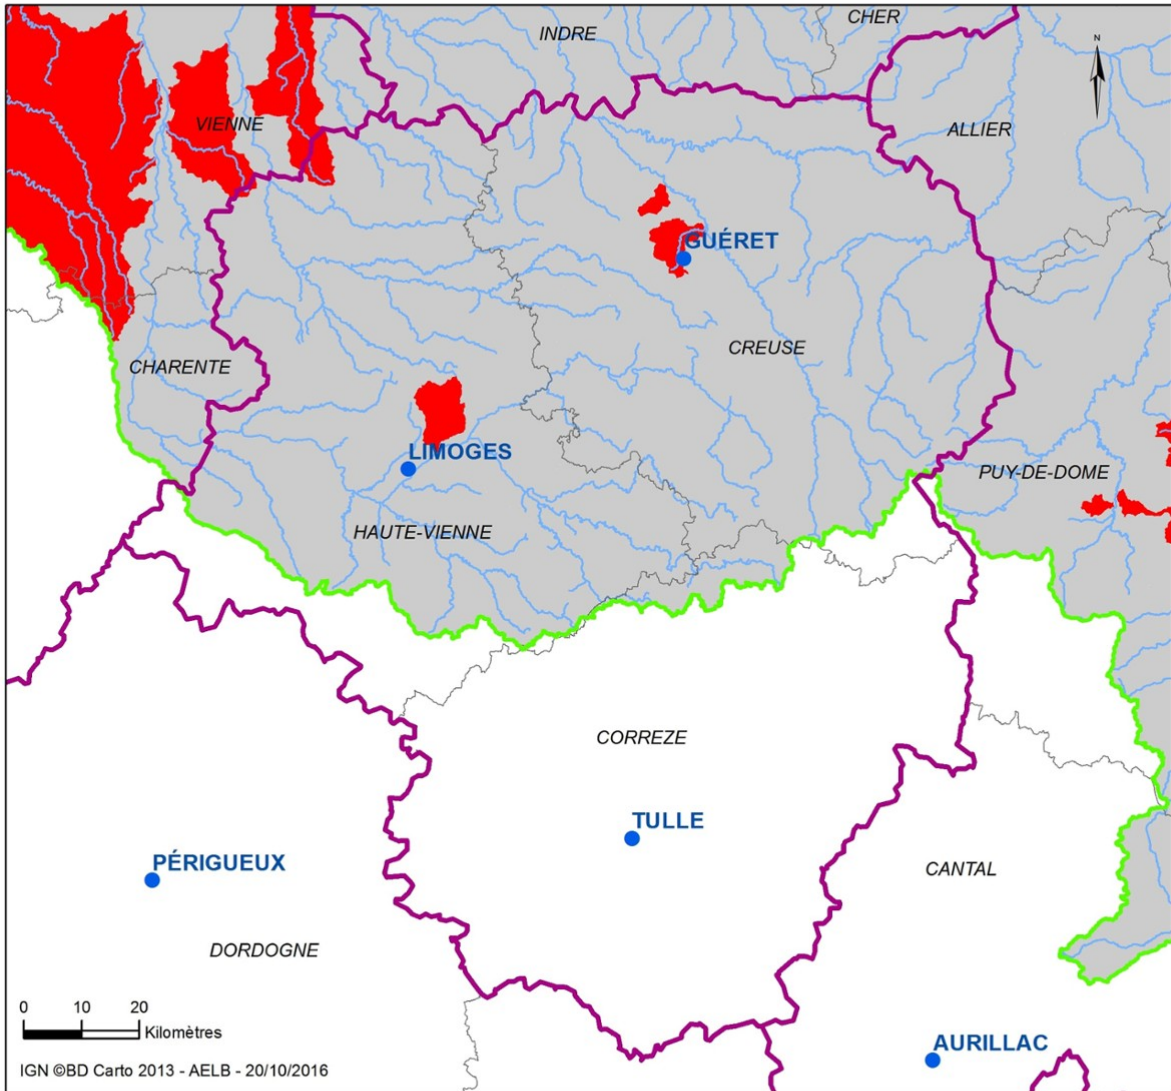 CHER
INDRE
N
VIENNE
ALLIER
GUÉRET
CREUSE
CHARENTE
LIMOGES
PUY-DE-DOME
HAUTE-VIENNE
CORREZE
TULLE
PÉRIGUEUX
CANTAL
DORDOGNE
0 10 20
Kilomètres
AURILLAC
IGN ©BD Carto 2013 - AELB - 20/10/2016